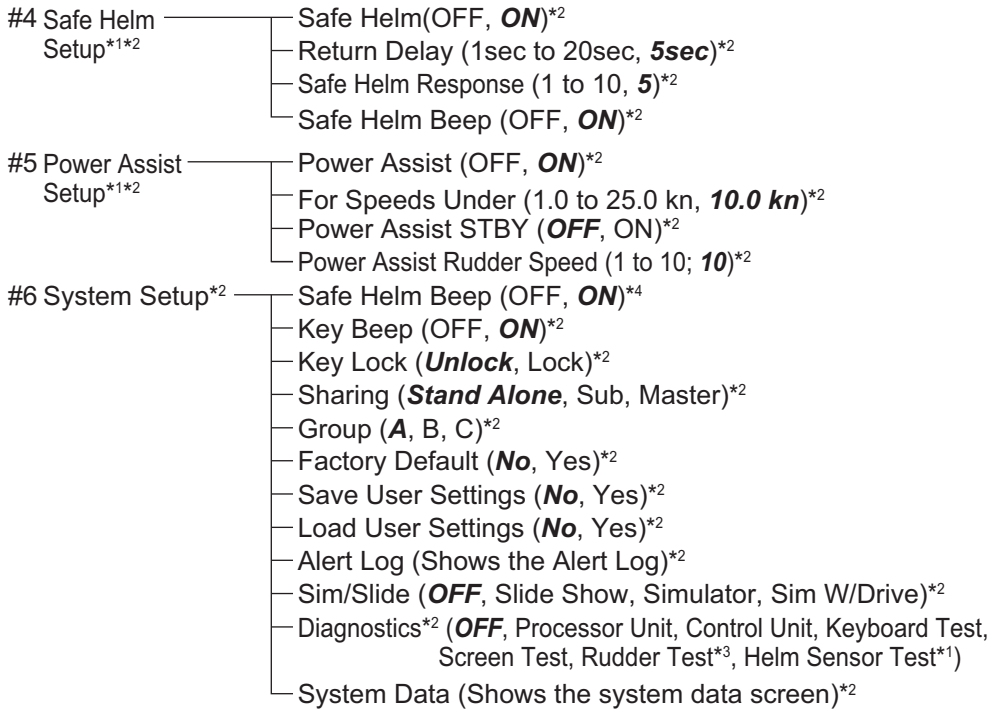 #4 Safe Helm Setup*1*2
Safe Helm(OFF, ON)*2
Return Delay (1sec to 20sec, 5sec)*2
Safe Helm Response (1 to 10, 5)*2
Safe Helm Beep (OFF, ON)*2
#5 Power Assist Setup*1*2
Power Assist (OFF, ON)*2
For Speeds Under (1.0 to 25.0 kn, 10.0 kn)*2
Power Assist STBY (OFF, ON)*2
Power Assist Rudder Speed (1 to 10; 10)*2
#6 System Setup*2
Safe Helm Beep (OFF, ON)*4
Key Beep (OFF, ON)*2
Key Lock (Unlock, Lock)*2
Sharing (Stand Alone, Sub, Master)*2
Group (A, B, C)*2
Factory Default (No, Yes)*2
Save User Settings (No, Yes)*2
Load User Settings (No, Yes)*2
Alert Log (Shows the Alert Log)*2
Sim/Slide (OFF, Slide Show, Simulator, Sim W/Drive)*2
Diagnostics*2 (OFF, Processor Unit, Control Unit, Keyboard Test,
Screen Test, Rudder Test*3, Helm Sensor Test*1)
System Data (Shows the system data screen)*2